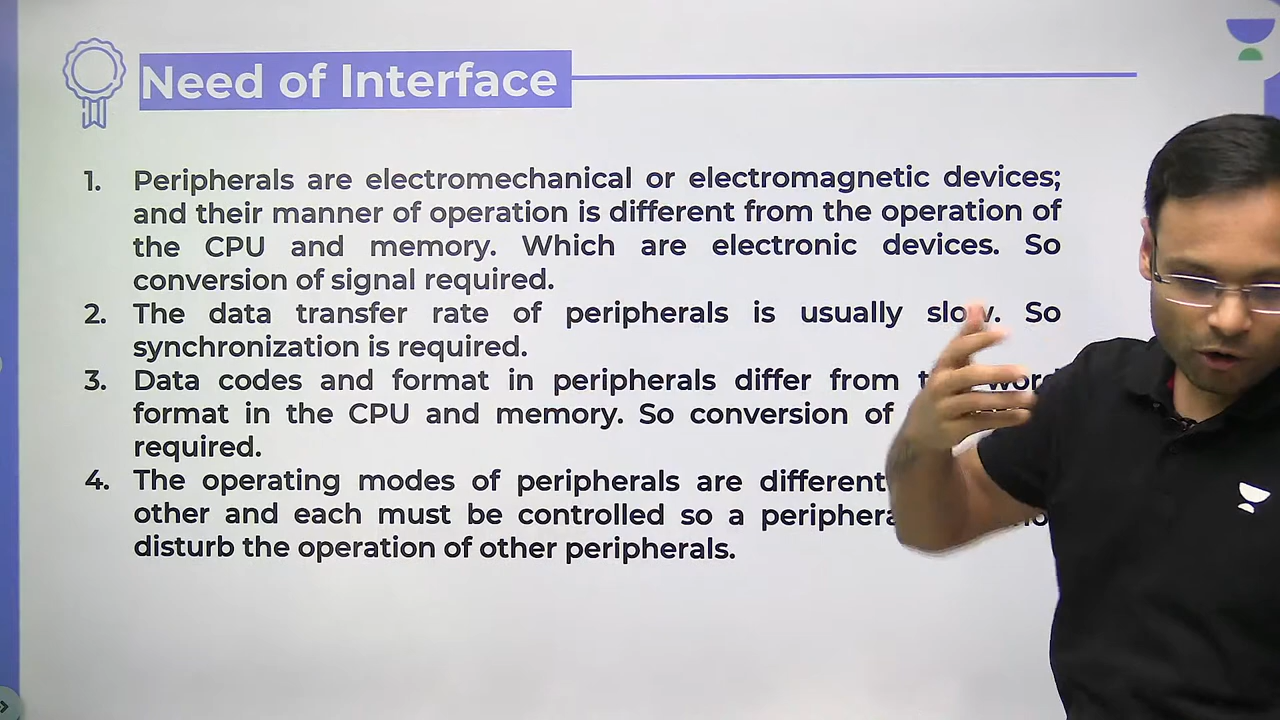 Need of Interface
1. Peripherals are electromechanical or electromagnetic devices;
and their manner of operation is different from the operation of
the CPU and memory. Which are electronic devices. So
conversion of signal required.
2. The data transfer rate of peripherals is usually slow. So
synchronization is required.
3. Data codes and format in peripherals differ from the word
format in the CPU and memory. So conversion of
required.
4. The operating modes of peripherals are different
other and each must be controlled so a
disturb the operation of other peripherals.